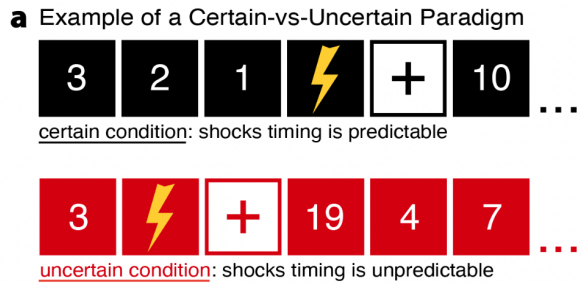 a Example of a Certain-vs-Uncertain Paradigm
3 2 1 + 10 ...
certain condition: shocks timing is predictable
3 + 19 4 7 ...
uncertain condition: shocks timing is unpredictable